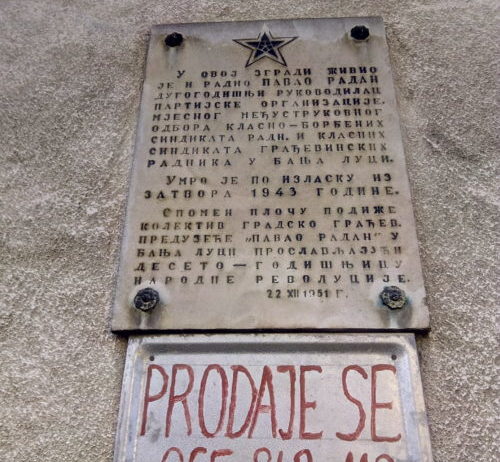 У ОВОЈ ЗГРАДИ ЖИВИО
ЈЕ И РАДИО ПАВАО РАДАН
ДУГОГОДИШЊИ РУКОВОДИЛАЦ
ПАРТИЈСКЕ ОРГАНИЗАЦИЈЕ.
МЈЕСНОГ МЕЂУСТРУКОВНОГ
ОДБОРА КЛАСНО-БОРБЕНИХ
СИНДИКАТА РАДН. И КЛАСНИХ
СИНДИКАТА ГРАЂЕВИНСКИХ
РАДНИКА У БАЊА ЛУЦИ.
УМРО ЈЕ ПО ИЗЛАСКУ ИЗ
ЗАТВОРА 1943 ГОДИНЕ.
СПОМЕН ПЛОЧУ ПОДИЖЕ
КОЛЕКТИВ ГРАДСКО ГРАЂЕВ.
ПРЕДУЗЕЋЕ „ПАВАО РАДАН" У
БАЊА ЛУЦИ ПРОСЛАВЉАЈУЋИ
ДЕСЕТО-ГОДИШЊИЦУ
НАРОДНЕ РЕВОЛУЦИЈЕ.
22 XII 1951 Г.
PRODAJE SE